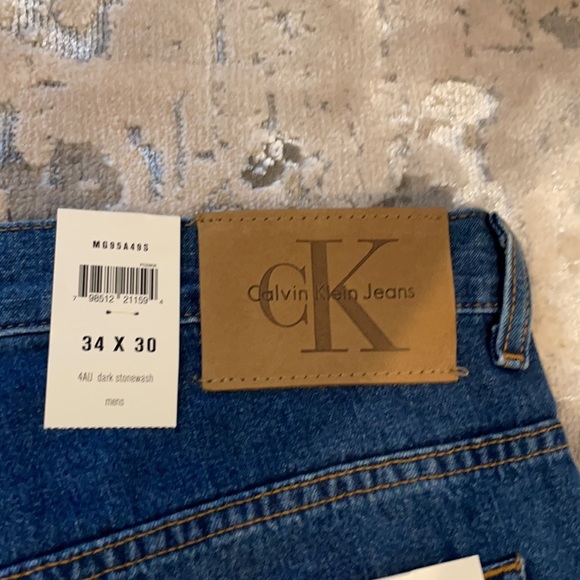 MG95A49S
7 98512 21159 4
34 X 30
4AU dark stonewash
mens
cK
Calvin Klein Jeans